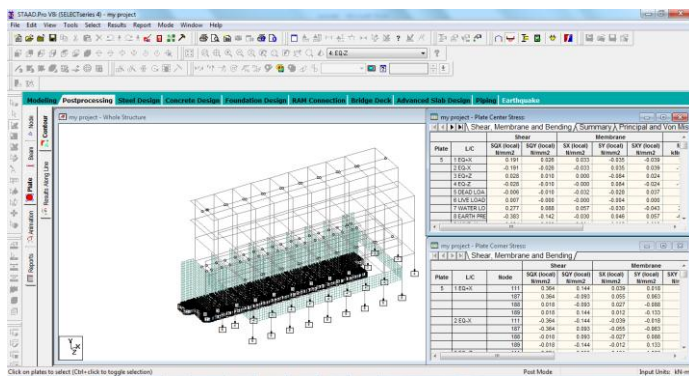 STAAD.Pro V8i (SELECTseries 4) - my project
File Edit View Tools Select Results Report Mode Window Help
4: EQ-Z
Modeling Postprocessing Steel Design Concrete Design Foundation Design RAM Connection Bridge Deck Advanced Slab Design Piping Earthquake
Node
Beam
Plate
Animation
Reports
Contour
Results Along Line
my project - Whole Structure
Y
X
Z
my project - Plate Center Stress
Shear, Membrane and Bending Summary Principal and Von Mis
Shear Membrane
Plate L/C SQX (local) SQY (local) SX (local) SY (local) SXY (local)
N/mm2 N/mm2 N/mm2 N/mm2 N/mm2
5 1 EQ+X 0.191 0.026 0.033 -0.035 -0.039
2 EQ-X -0.191 -0.026 -0.033 0.035 0.039
3 EQ+Z 0.028 0.010 0.000 -0.084 0.024
4 EQ-Z -0.028 -0.010 -0.000 0.084 -0.024
5 DEAD LOA -0.006 -0.010 -0.032 -0.028 0.037
6 LIVE LOAD 0.007 -0.000 -0.000 -0.004 0.000
7 WATER LO 0.277 0.088 0.057 -0.030 -0.043
8 EARTH PRE -0.383 -0.142 -0.030 0.046 0.057
my project - Plate Corner Stress
Shear, Membrane and Bending
Shear Membrane
Plate L/C Node SQX (local) SQY (local) SX (local) SY (local) SXY
N/mm2 N/mm2 N/mm2 N/mm2
5 1 EQ+X 111 0.364 0.144 0.039 0.018
187 0.364 -0.093 0.055 0.063
188 0.018 -0.093 0.027 -0.088
189 0.018 0.144 0.012 -0.133
2 EQ-X 111 -0.364 -0.144 -0.039 -0.018
187 -0.364 0.093 -0.055 -0.063
188 -0.018 0.093 -0.027 0.088
189 -0.018 -0.144 -0.012 0.133
Click on plates to select (Ctrl+click to toggle selection) Post Mode Input Units: kN-m